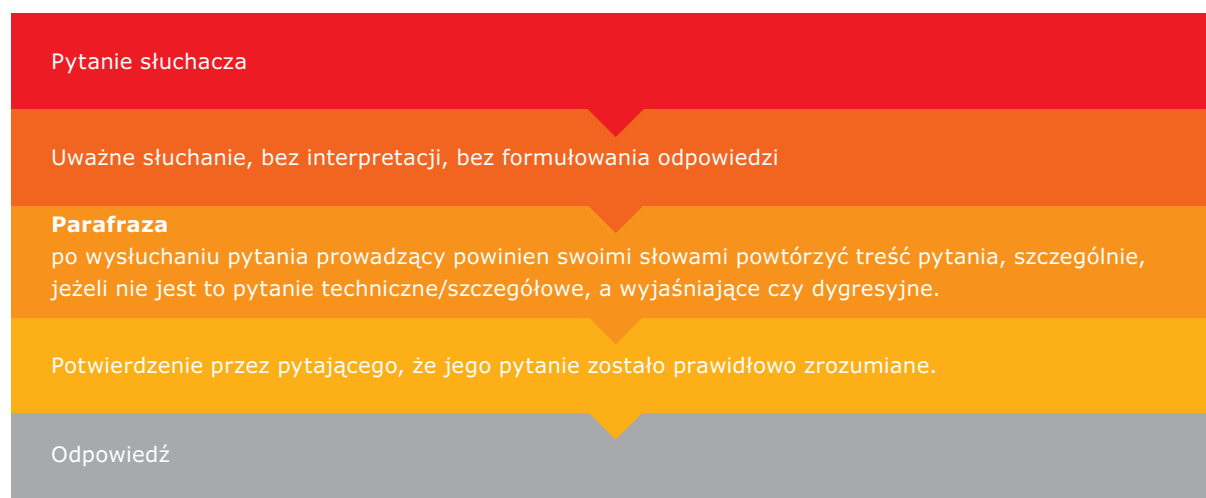 Pytanie słuchacza
Uważne słuchanie, bez interpretacji, bez formułowania odpowiedzi
Parafraza
po wysłuchaniu pytania prowadzący powinien swoimi słowami powtórzyć treść pytania, szczególnie,
jeżeli nie jest to pytanie techniczne/szczegółowe, a wyjaśniające czy dygresyjne.
Potwierdzenie przez pytającego, że jego pytanie zostało prawidłowo zrozumiane.
Odpowiedź